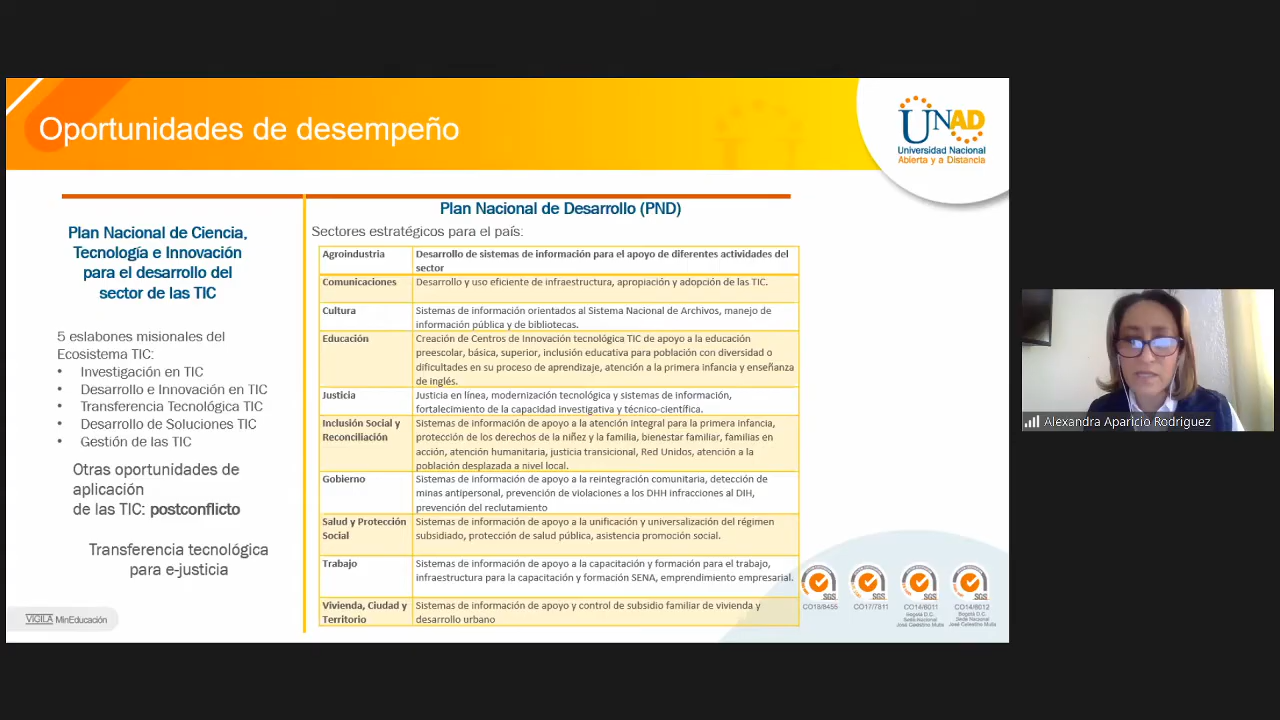 Oportunidades de desempeño
UNAD
Universidad Nacional
Abierta y a Distancia
Plan Nacional de Ciencia,
Tecnología e Innovación
para el desarrollo del
sector de las TIC
5 eslabones misionales del
Ecosistema TIC:
• Investigación en TIC
• Desarrollo e Innovación en TIC
• Transferencia Tecnológica TIC
• Desarrollo de Soluciones TIC
• Gestión de las TIC
Otras oportunidades de
aplicación
de las TIC: postconflicto
Transferencia tecnológica
para e-justicia
VIGILA MinEducación
Plan Nacional de Desarrollo (PND)
Sectores estratégicos para el país:
Agroindustria
Desarrollo de sistemas de información para el apoyo de diferentes actividades del
sector
Comunicaciones
Desarrollo y uso eficiente de infraestructura, apropiación y adopción de las TIC.
Cultura
Sistemas de información orientados al Sistema Nacional de Archivos, manejo de
información pública y de bibliotecas.
Educación
Creación de Centros de Innovación tecnológica TIC de apoyo a la educación
preescolar, básica, superior, inclusión educativa para población con diversidad o
dificultades en su proceso de aprendizaje, atención a la primera infancia y enseñanza
de inglés.
Justicia
Justicia en línea, modernización tecnológica y sistemas de información,
fortalecimiento de la capacidad investigativa y técnico-científica.
Inclusión Social y
Reconciliación
Sistemas de información de apoyo a la atención integral para la primera infancia,
protección de los derechos de la niñez y la familia, bienestar familiar, familias en
acción, atención humanitaria, justicia transicional, Red Unidos, atención a la
población desplazada a nivel local.
Gobierno
Sistemas de información de apoyo a la reintegración comunitaria, detección de
minas antipersonal, prevención de violaciones a los DHH infracciones al DIH,
prevención del reclutamiento
Salud y Protección
Social
Sistemas de información de apoyo a la unificación y universalización del régimen
subsidiado, protección de salud pública, asistencia promoción social.
Trabajo
Sistemas de información de apoyo a la capacitación y formación para el trabajo,
infraestructura para la capacitación y formación SENA, emprendimiento empresarial.
Vivienda, Ciudad y
Territorio
Sistemas de información de apoyo y control de subsidio familiar de vivienda y
desarrollo urbano
SGS SGS SGS SGS
CO18/8455 CO17/7811 CO14/6011 CO14/6012
Bogotá D.C. Bogotá D.C.
Sede Nacional Sede Nacional
José Celestino Mutis José Celestino Mutis
Alexandra Aparicio Rodriguez